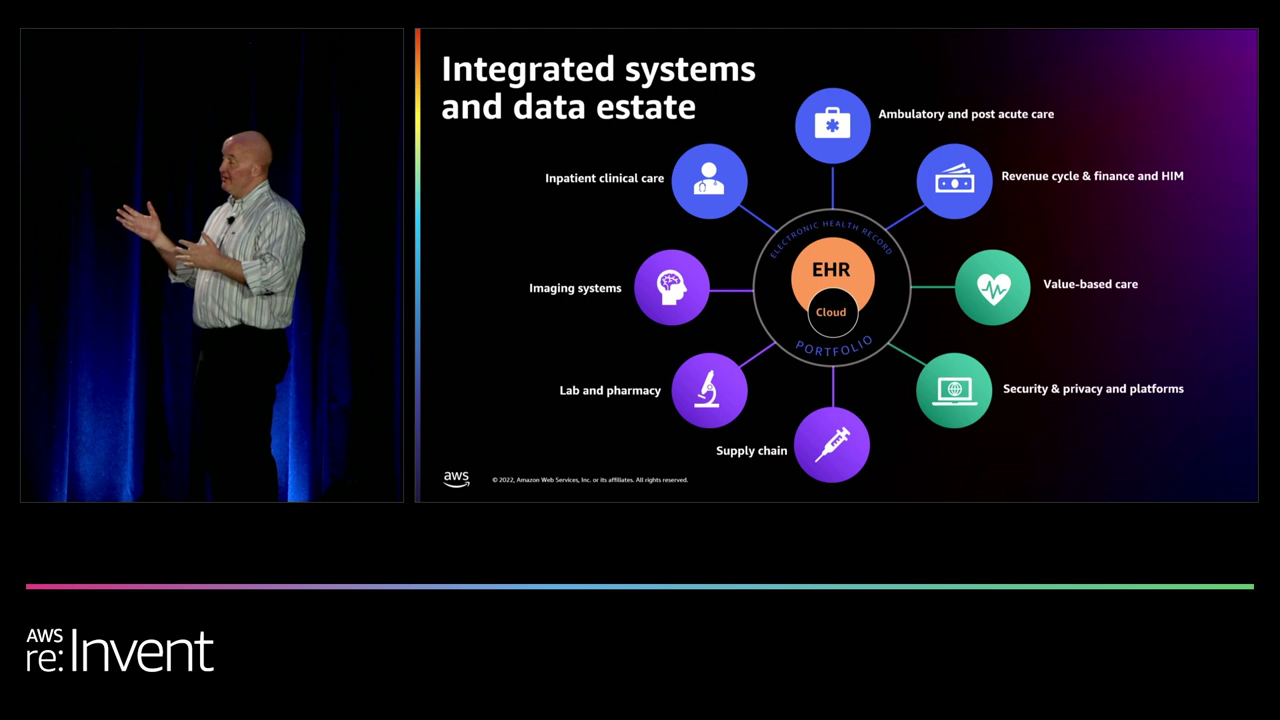 Integrated systems
and data estate
Ambulatory and post acute care
Inpatient clinical care
Revenue cycle & finance and HIM
ELECTRONIC HEALTH RECORD
EHR
Cloud
PORTFOLIO
Imaging systems
Value-based care
Lab and pharmacy
Security & privacy and platforms
Supply chain
aws
© 2022, Amazon Web Services, Inc. or its affiliates. All rights reserved.
AWS
re:Invent